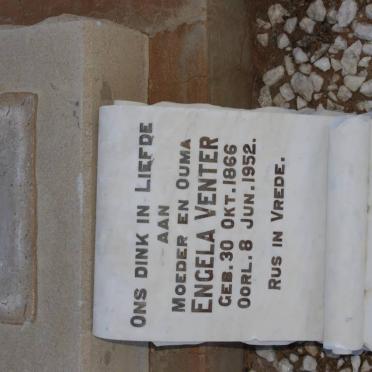 ONS DINK IN LIEFDE
AAN
MOEDER EN OUMA
ENGELA VENTER
GEB. 30 OKT. 1866
OORL. 8 JUN. 1952.
RUS IN VREDE.